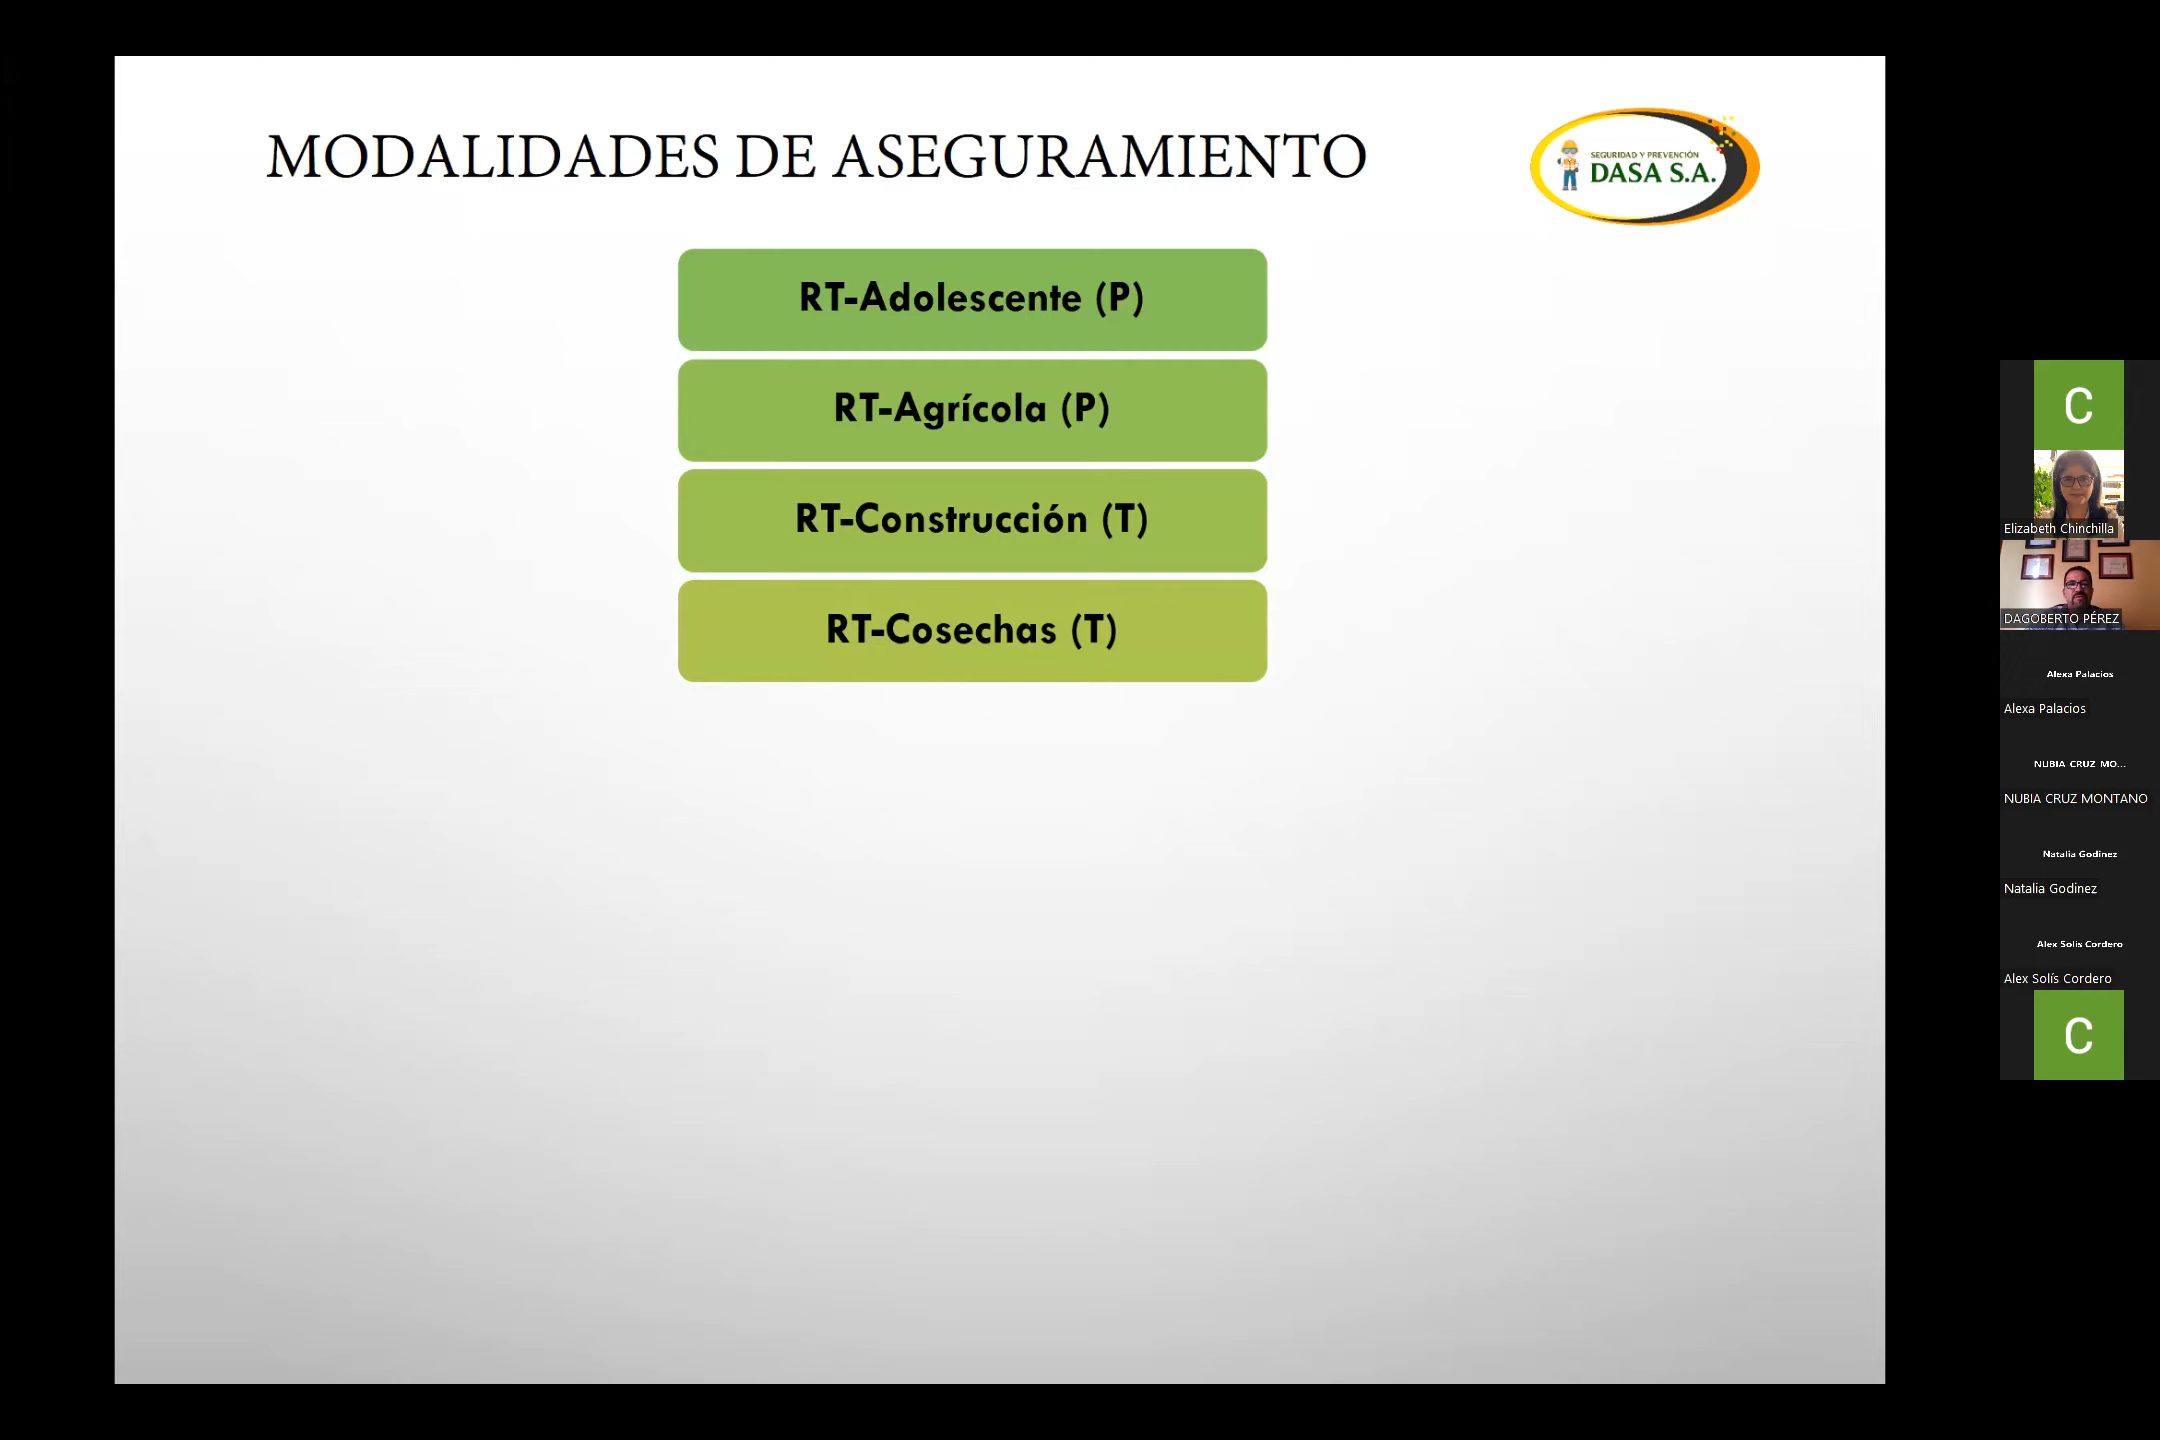 MODALIDADES DE ASEGURAMIENTO
SEGURIDAD Y PREVENCIÓN
DASA S.A.
RT-Adolescente (P)
RT-Agrícola (P)
RT-Construcción (T)
RT-Cosechas (T)
C
Elizabeth Chinchilla
DAGOBERTO PÉREZ
Alexa Palacios
Alexa Palacios
NUBIA CRUZ MO...
NUBIA CRUZ MONTANO
Natalia Godinez
Natalia Godinez
Alex Solís Cordero
Alex Solís Cordero
C